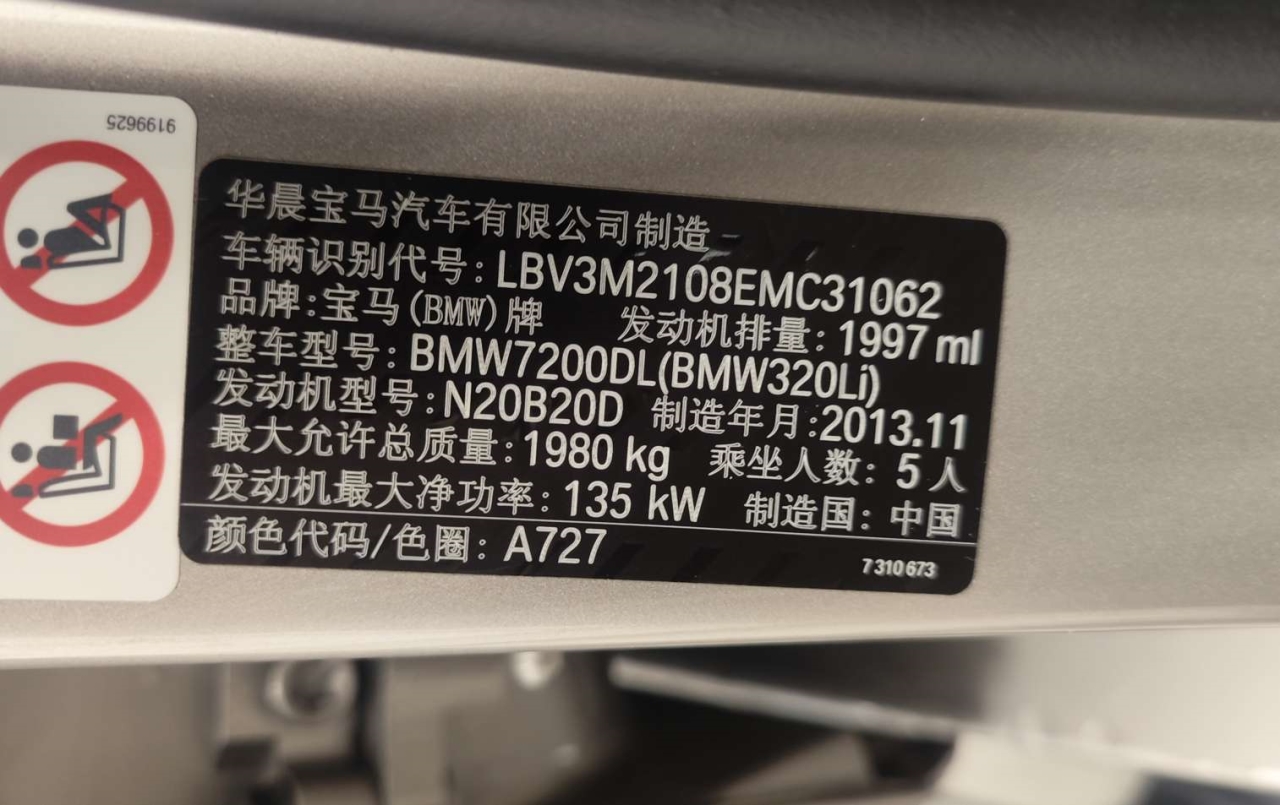 9199625
华晨宝马汽车有限公司制造
车辆识别代号:LBV3M2108EMC31062
品牌:宝马(BMW)牌 发动机排量:1997 ml
整车型号:BMW7200DL(BMW320Li)
发动机型号:N20B20D 制造年月:2013.11
最大允许总质量:1980 kg 乘坐人数:5人
发动机最大净功率:135 kW 制造国:中国
颜色代码/色圈:A727
7 310 673